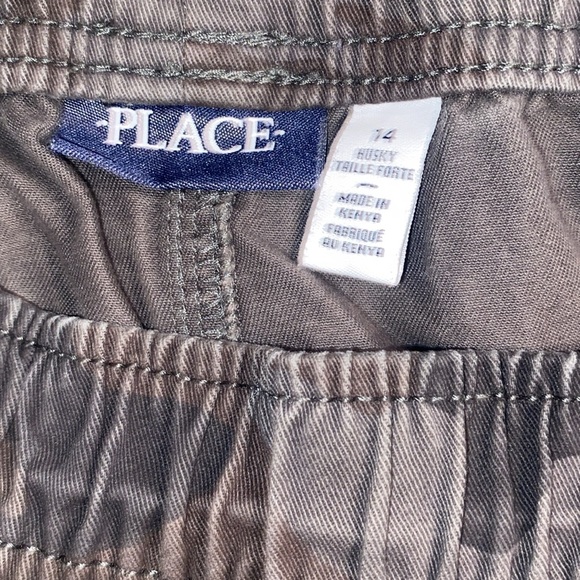 -PLACE-
14
HUSKY
TAILLE FORTE
MADE IN
KENYA
FABRIQUÉ
AU KENYA